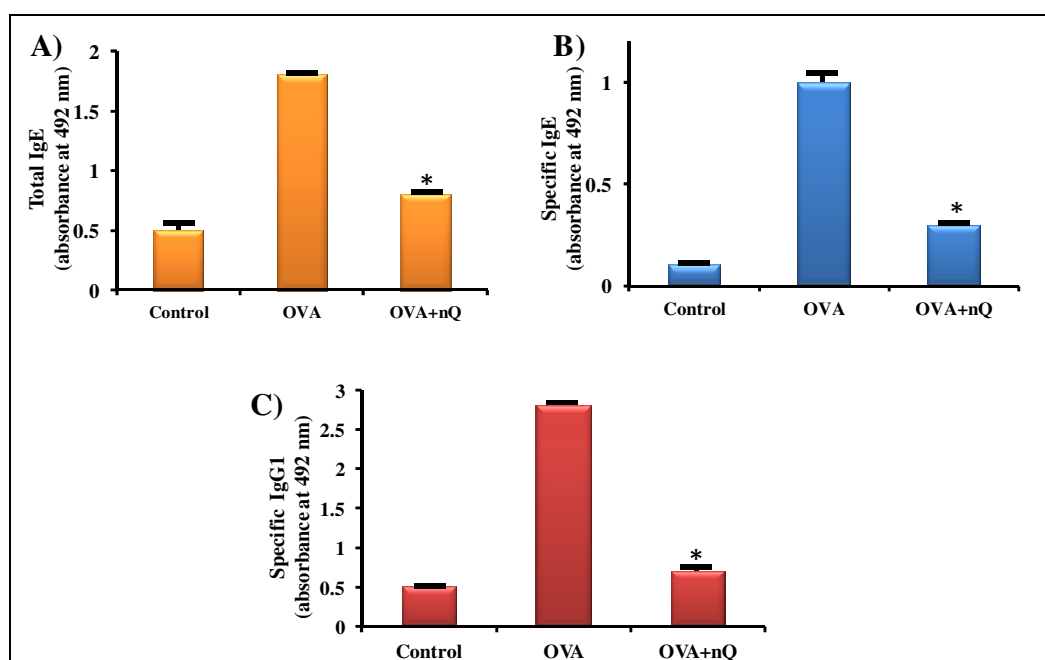 A)
Total IgE
(absorbance at 492 nm)
2
1.5
1
0.5
0
*
Control OVA OVA+nQ
B)
Specific IgE
(absorbance at 492 nm)
1
0.5
0
*
Control OVA OVA+nQ
C)
Specific IgG1
(absorbance at 492 nm)
3
2.5
2
1.5
1
0.5
0
*
Control OVA OVA+nQ